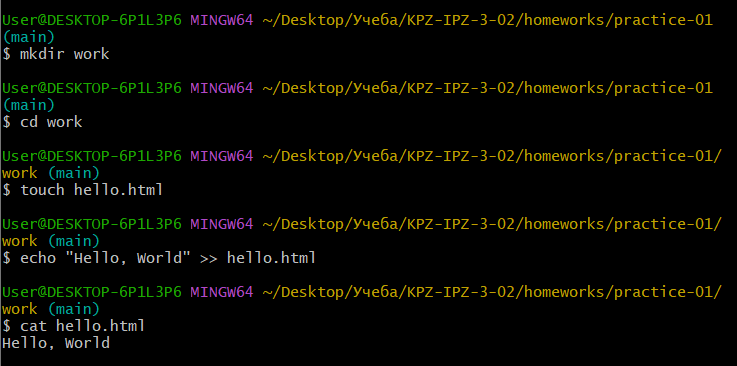 User@DESKTOP-6P1L3P6 MINGW64 ~/Desktop/Учеба/KPZ-IPZ-3-02/homeworks/practice-01
(main)
$ mkdir work
User@DESKTOP-6P1L3P6 MINGW64 ~/Desktop/Учеба/KPZ-IPZ-3-02/homeworks/practice-01
(main)
$ cd work
User@DESKTOP-6P1L3P6 MINGW64 ~/Desktop/Учеба/KPZ-IPZ-3-02/homeworks/practice-01/
work (main)
$ touch hello.html
User@DESKTOP-6P1L3P6 MINGW64 ~/Desktop/Учеба/KPZ-IPZ-3-02/homeworks/practice-01/
work (main)
$ echo "Hello, World" >> hello.html
User@DESKTOP-6P1L3P6 MINGW64 ~/Desktop/Учеба/KPZ-IPZ-3-02/homeworks/practice-01/
work (main)
$ cat hello.html
Hello, World